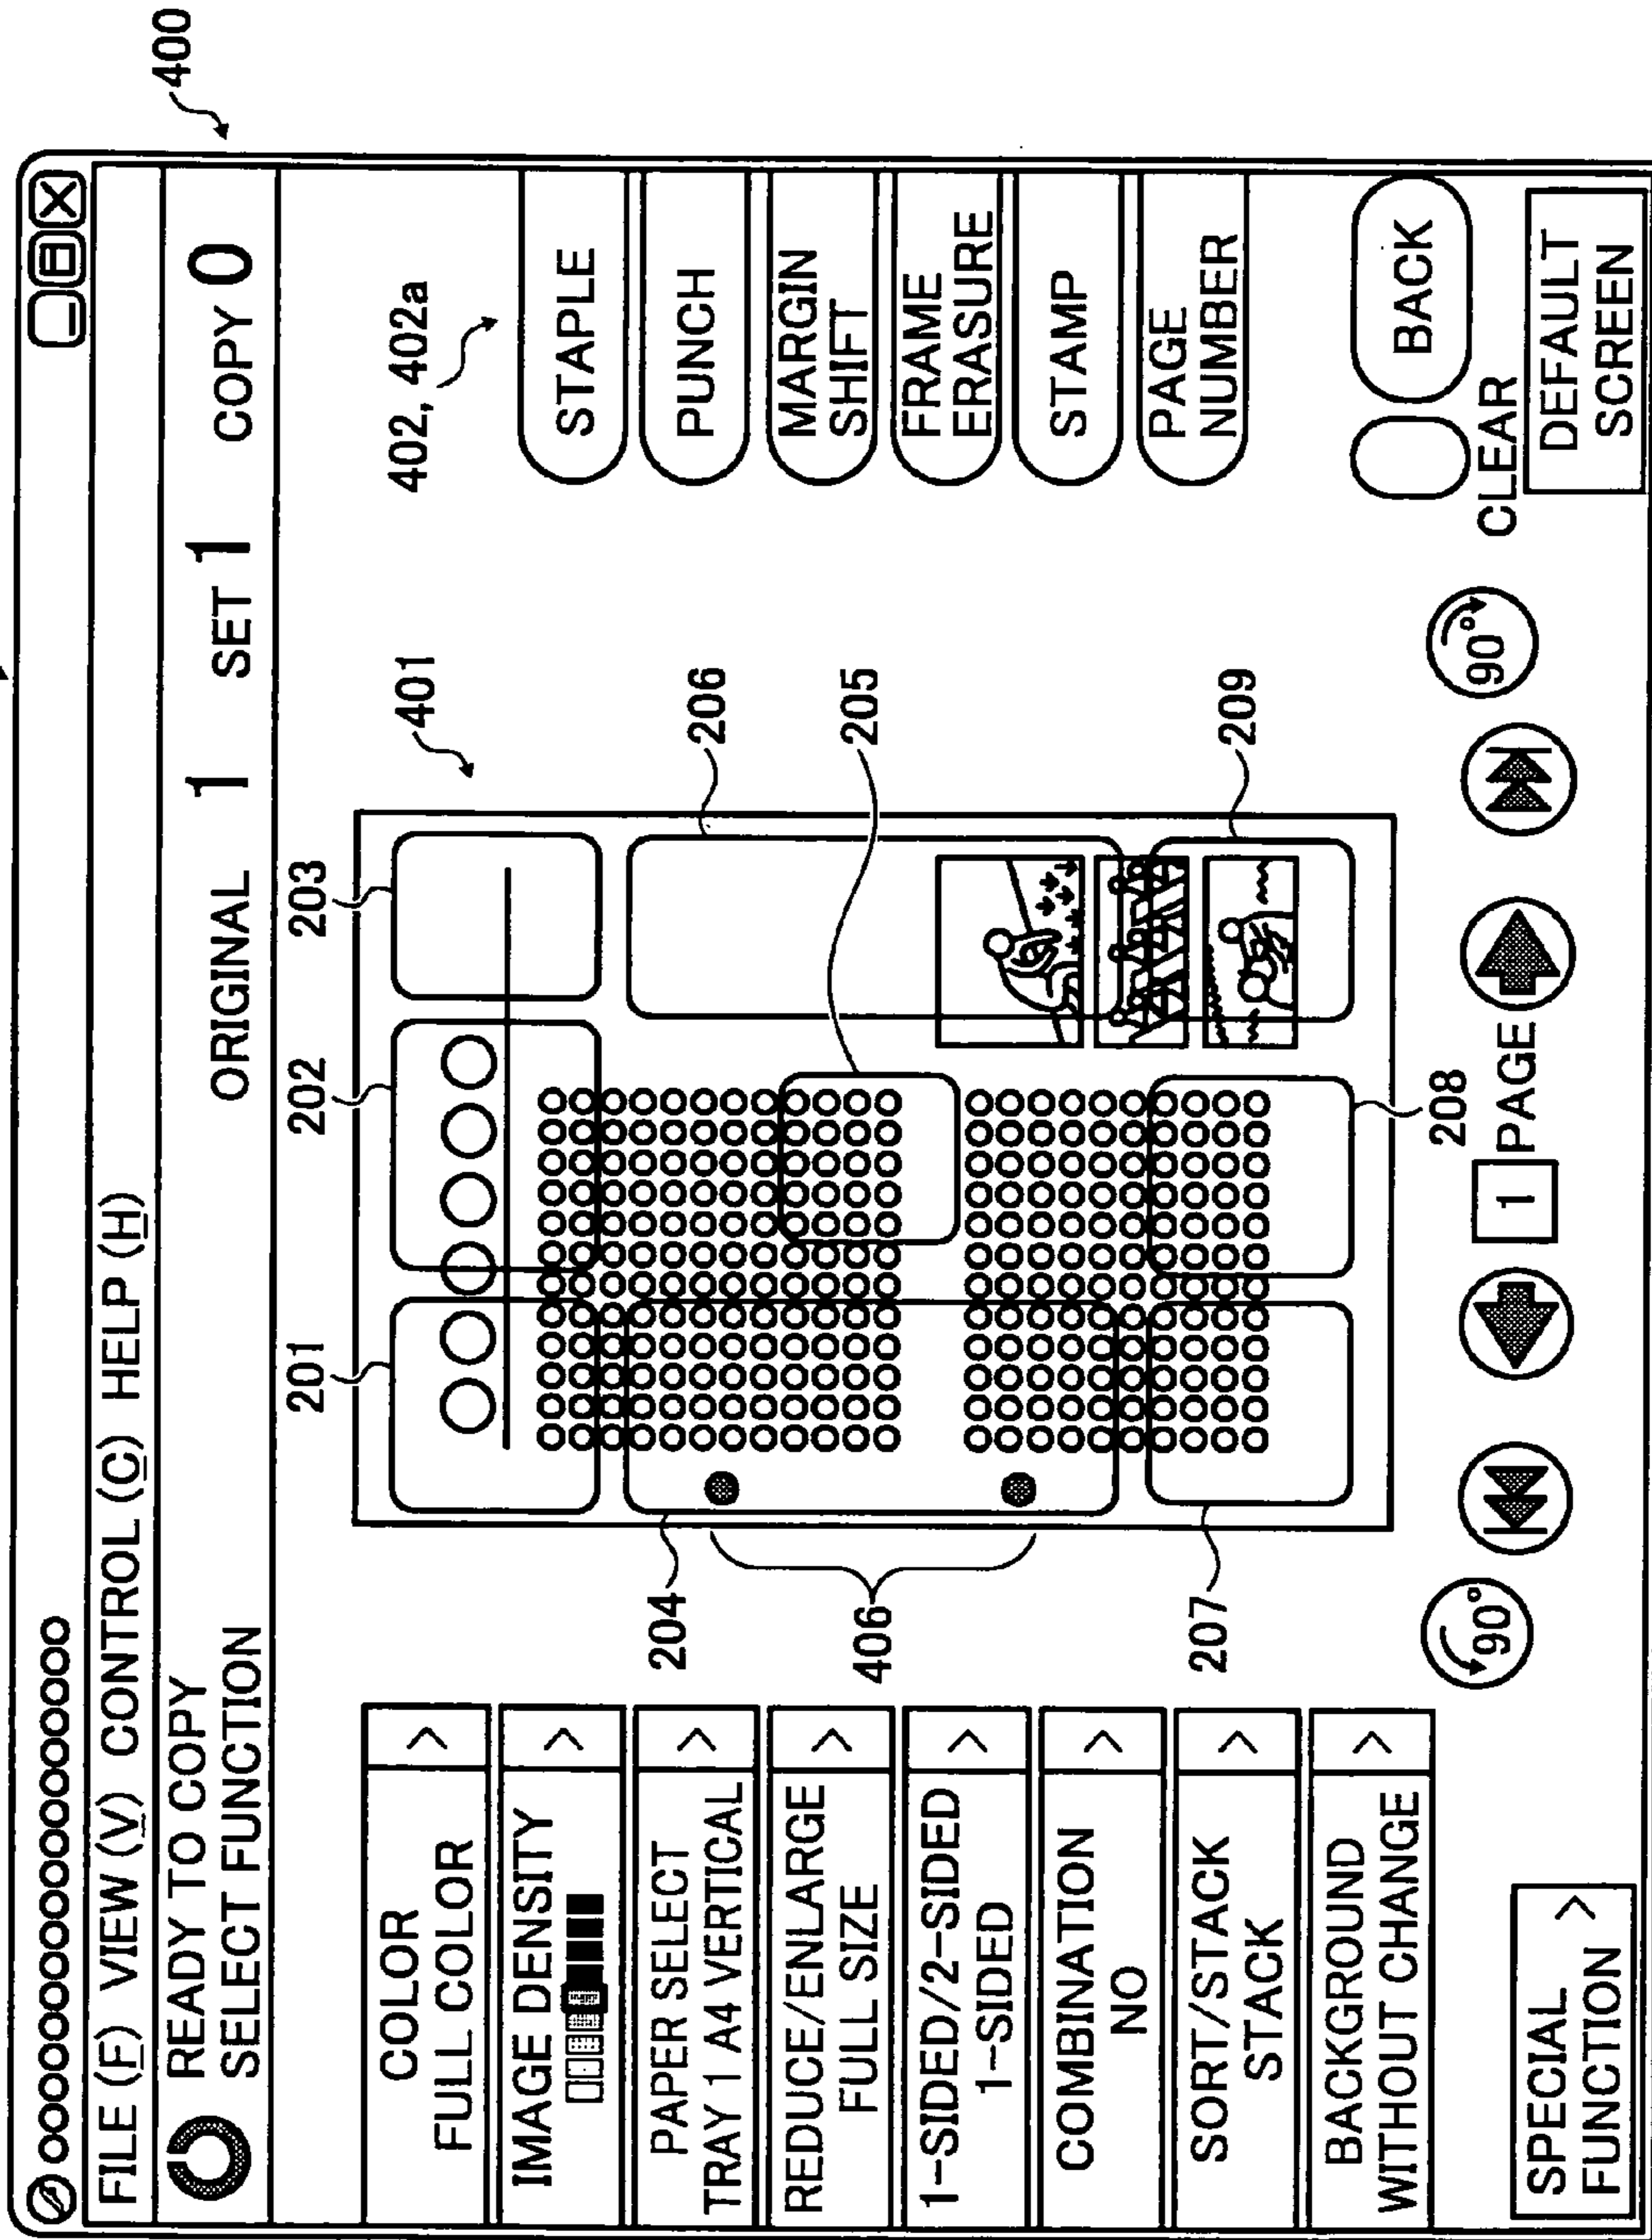 400
FILE (F) VIEW (V) CONTROL (C) HELP (H)
READY TO COPY
SELECT FUNCTION
ORIGINAL 1 SET 1 COPY 0
COLOR >
FULL COLOR
IMAGE DENSITY >
PAPER SELECT >
TRAY 1 A4 VERTICAL
REDUCE/ENLARGE >
FULL SIZE
1-SIDED/2-SIDED >
1-SIDED
COMBINATION >
NO
SORT/STACK >
STACK
BACKGROUND >
WITHOUT CHANGE
SPECIAL
FUNCTION >
201
202
203
401
204
206
205
406
207
209
208
90°
1 PAGE
90°
402, 402a
STAPLE
PUNCH
MARGIN
SHIFT
FRAME
ERASURE
STAMP
PAGE
NUMBER
BACK
CLEAR
DEFAULT
SCREEN